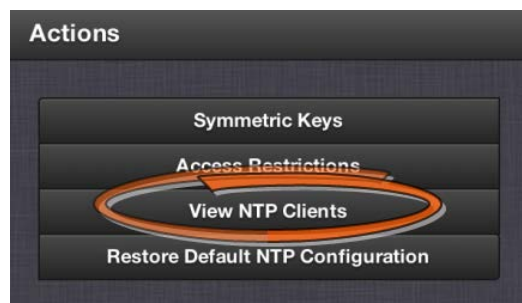 Actions
Symmetric Keys
Access Restrictions
View NTP Clients
Restore Default NTP Configuration